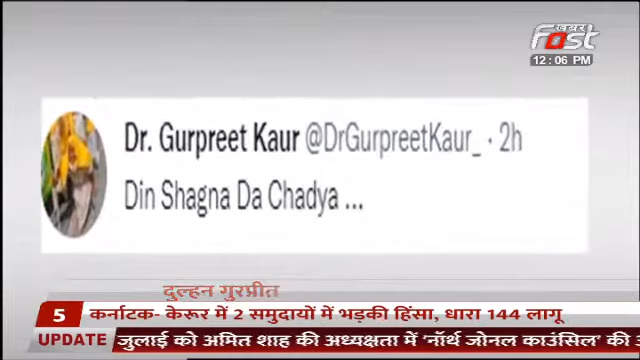 खबर
Fast
12:06 PM
Dr. Gurpreet Kaur @DrGurpreetKaur_ · 2h
Din Shagna Da Chadya ...
दुल्हन गुरप्रीत
5 कर्नाटक- केरूर में 2 समुदायों में भड़की हिंसा, धारा 144 लागू
UPDATE जुलाई को अमित शाह की अध्यक्षता में 'नॉर्थ जोनल काउंसिल' की